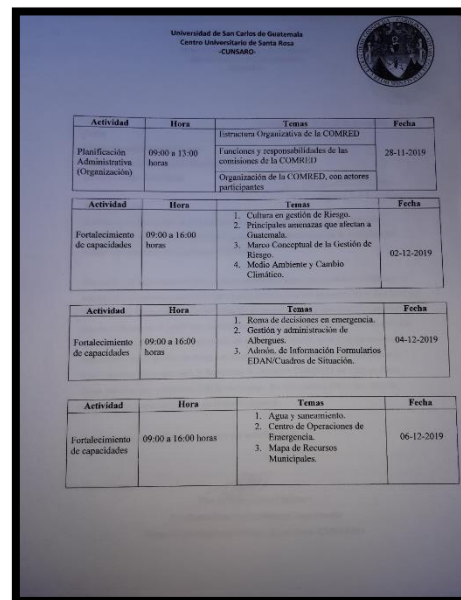 Universidad de San Carlos de Guatemala
Centro Universitario de Santa Rosa
-CUNSARO-
Actividad Hora Temas Fecha
Planificación Administrativa (Organización)
09:00 a 13:00 horas
Estructura Organizativa de la COMRED
Funciones y responsabilidades de las
comisiones de la COMRED
Organización de la COMRED, con actores
participantes
28-11-2019
Actividad Hora Temas Fecha
Fortalecimiento
de capacidades
09:00 a 16:00
horas
1. Cultura en gestión de Riesgo.
2. Principales amenazas que afectan a
Guatemala.
3. Marco Conceptual de la Gestión de
Riesgo.
4. Medio Ambiente y Cambio
Climático.
02-12-2019
Actividad Hora Temas Fecha
Fortalecimiento
de capacidades
09:00 a 16:00
horas
1. de decisiones en emergencia.
2. Gestión y administración de
Albergues.
3. Admón. de Información Formularios
EDAN/Cuadros de Situación.
04-12-2019
Actividad Hora Temas Fecha
Fortalecimiento
de capacidades
09:00 a 16:00 horas
1. Agua y saneamiento.
2. Centro de Operaciones de
Emergencia.
3. Mapa de Recursos
Municipales.
06-12-2019